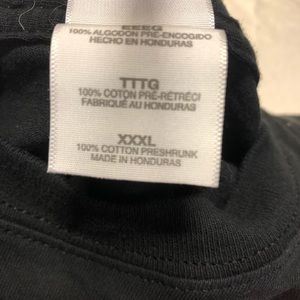 EEEG
100% ALGODON PRE-ENCOGIDO
HECHO EN HONDURAS
TTTG
100% COTON PRÉ-RÉTRÉCI
FABRIQUÉ AU HONDURAS
XXXL
100% COTTON PRESHRUNK
MADE IN HONDURAS